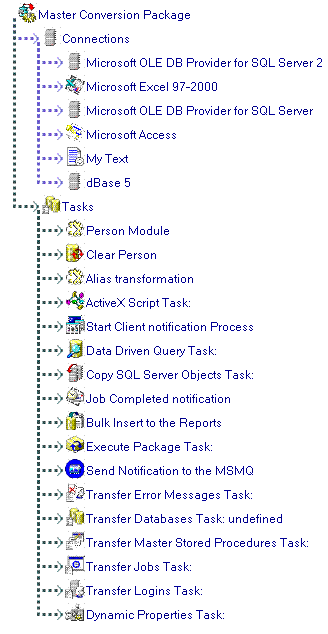 Master Conversion Package
Connections
Microsoft OLE DB Provider for SQL Server 2
Microsoft Excel 97-2000
Microsoft OLE DB Provider for SQL Server
Microsoft Access
My Text
dBase 5
Tasks
Person Module
Clear Person
Alias transformation
ActiveX Script Task:
Start Client notification Process
Data Driven Query Task:
Copy SQL Server Objects Task:
Job Completed notification
Bulk Insert to the Reports
Execute Package Task:
Send Notification to the MSMQ
Transfer Error Messages Task:
Transfer Databases Task: undefined
Transfer Master Stored Procedures Task:
Transfer Jobs Task:
Transfer Logins Task:
Dynamic Properties Task: